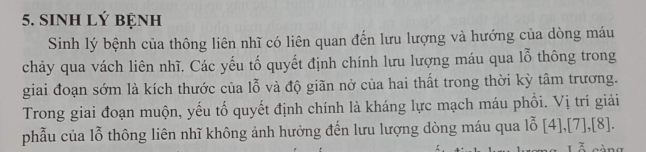 5. SINH LÝ BỆNH
Sinh lý bệnh của thông liên nhĩ có liên quan đến lưu lượng và hướng của dòng máu
chảy qua vách liên nhĩ. Các yếu tố quyết định chính lưu lượng máu qua lỗ thông trong
giai đoạn sớm là kích thước của lỗ và độ giãn nở của hai thất trong thời kỳ tâm trương.
Trong giai đoạn muộn, yếu tố quyết định chính là kháng lực mạch máu phổi. Vị trí giải
phẫu của lỗ thông liên nhĩ không ảnh hưởng đến lưu lượng dòng máu qua lỗ [4],[7],[8].